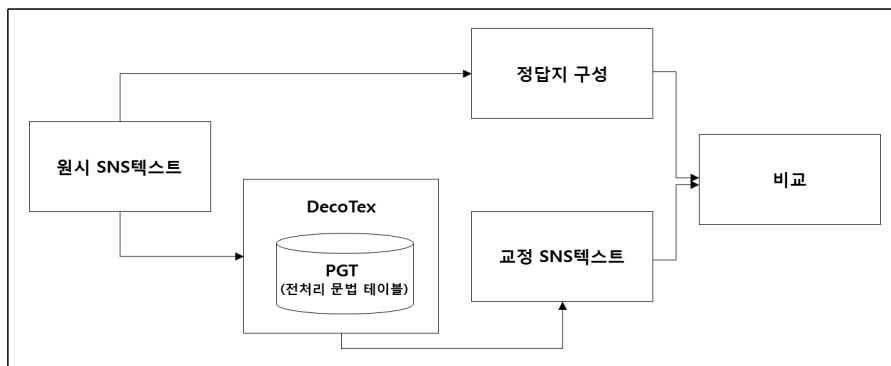 정답지 구성
원시 SNS텍스트
비교
DecoTex
PGT
(전처리 문법 테이블)
교정 SNS텍스트